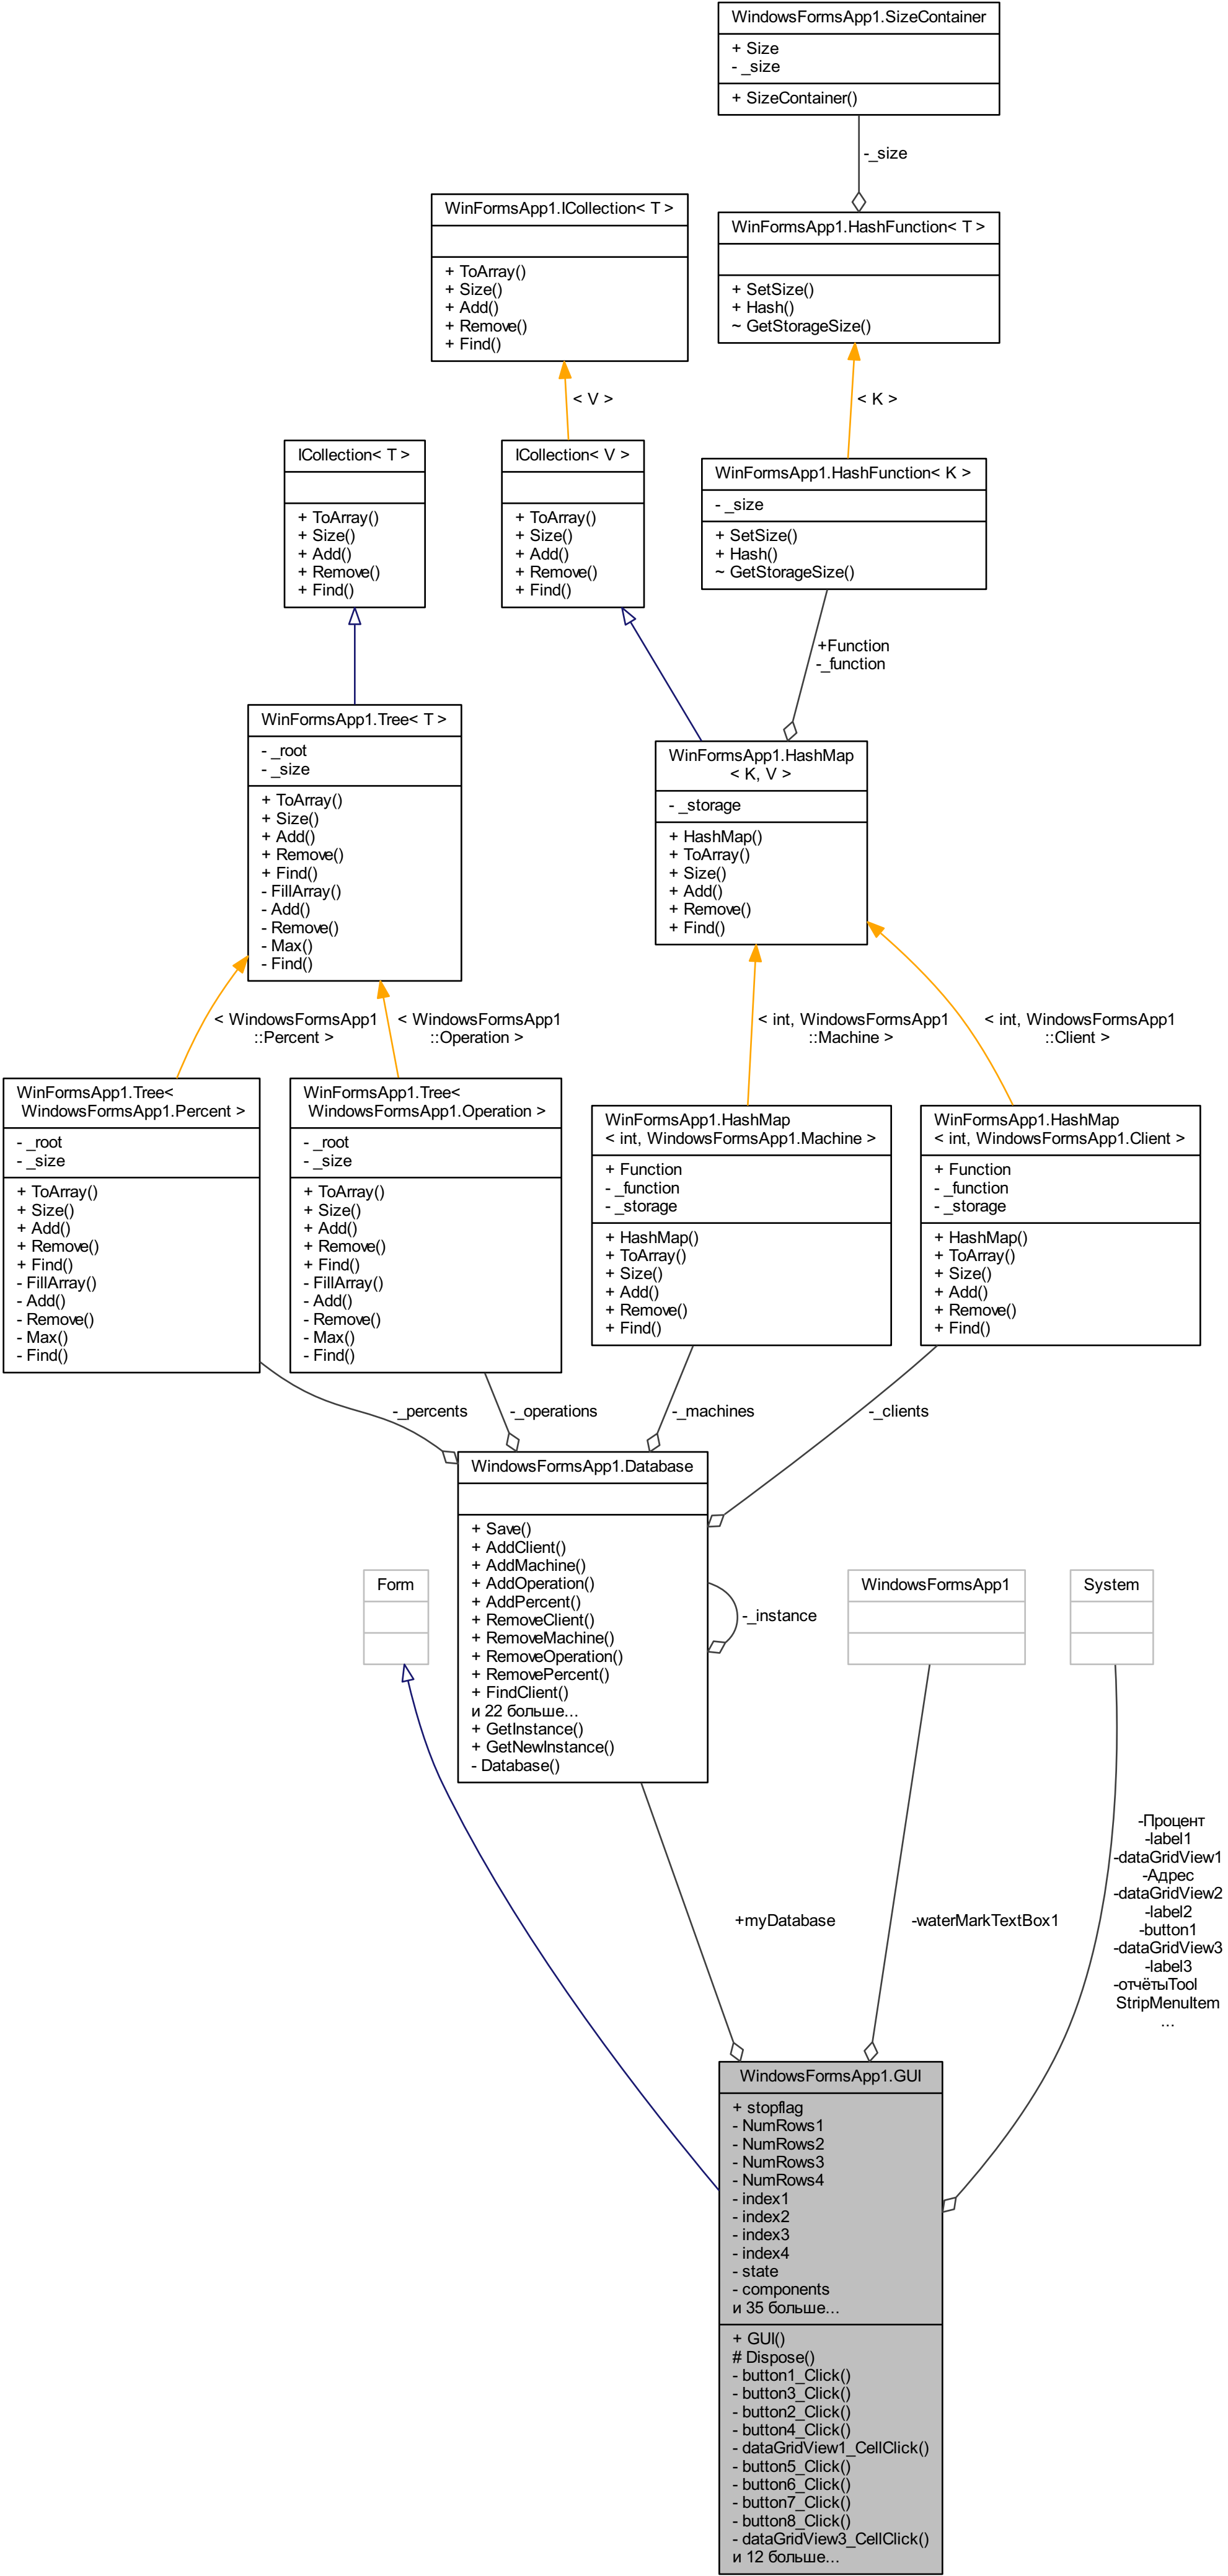 WindowsFormsApp1.SizeContainer
+ Size
- _size
+ SizeContainer()
-_size
WinFormsApp1.ICollection< T >
+ ToArray()
+ Size()
+ Add()
+ Remove()
+ Find()
WinFormsApp1.HashFunction< T >
+ SetSize()
+ Hash()
~ GetStorageSize()
< V >
< K >
ICollection< T >
+ ToArray()
+ Size()
+ Add()
+ Remove()
+ Find()
ICollection< V >
+ ToArray()
+ Size()
+ Add()
+ Remove()
+ Find()
WinFormsApp1.HashFunction< K >
- _size
+ SetSize()
+ Hash()
~ GetStorageSize()
+Function
-_function
WinFormsApp1.Tree< T >
- _root
- _size
+ ToArray()
+ Size()
+ Add()
+ Remove()
+ Find()
- FillArray()
- Add()
- Remove()
- Max()
- Find()
WinFormsApp1.HashMap
< K, V >
- _storage
+ HashMap()
+ ToArray()
+ Size()
+ Add()
+ Remove()
+ Find()
< WindowsFormsApp1
::Percent >
< WindowsFormsApp1
::Operation >
< int, WindowsFormsApp1
::Machine >
< int, WindowsFormsApp1
::Client >
WinFormsApp1.Tree<
WindowsFormsApp1.Percent >
- _root
- _size
+ ToArray()
+ Size()
+ Add()
+ Remove()
+ Find()
- FillArray()
- Add()
- Remove()
- Max()
- Find()
WinFormsApp1.Tree<
WindowsFormsApp1.Operation >
- _root
- _size
+ ToArray()
+ Size()
+ Add()
+ Remove()
+ Find()
- FillArray()
- Add()
- Remove()
- Max()
- Find()
WinFormsApp1.HashMap
< int, WindowsFormsApp1.Machine >
+ Function
- _function
- _storage
+ HashMap()
+ ToArray()
+ Size()
+ Add()
+ Remove()
+ Find()
WinFormsApp1.HashMap
< int, WindowsFormsApp1.Client >
+ Function
- _function
- _storage
+ HashMap()
+ ToArray()
+ Size()
+ Add()
+ Remove()
+ Find()
-_percents
-_operations
-_machines
-_clients
WindowsFormsApp1.Database
+ Save()
+ AddClient()
+ AddMachine()
+ AddOperation()
+ AddPercent()
+ RemoveClient()
+ RemoveMachine()
+ RemoveOperation()
+ RemovePercent()
+ FindClient()
и 22 больше...
+ GetInstance()
+ GetNewInstance()
- Database()
-_instance
Form
WindowsFormsApp1
System
+myDatabase
-waterMarkTextBox1
-Процент
-label1
-dataGridView1
-Адрес
-dataGridView2
-label2
-button1
-dataGridView3
-label3
-отчётыTool
StripMenuItem
...
WindowsFormsApp1.GUI
+ stopflag
- NumRows1
- NumRows2
- NumRows3
- NumRows4
- index1
- index2
- index3
- index4
- state
- components
и 35 больше...
+ GUI()
# Dispose()
- button1_Click()
- button3_Click()
- button2_Click()
- button4_Click()
- dataGridView1_CellClick()
- button5_Click()
- button6_Click()
- button7_Click()
- button8_Click()
- dataGridView3_CellClick()
и 12 больше...